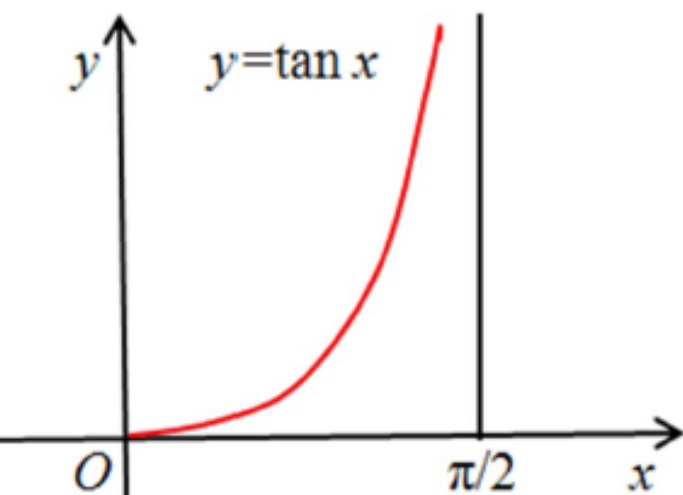 y y=tan x
O π/2 x